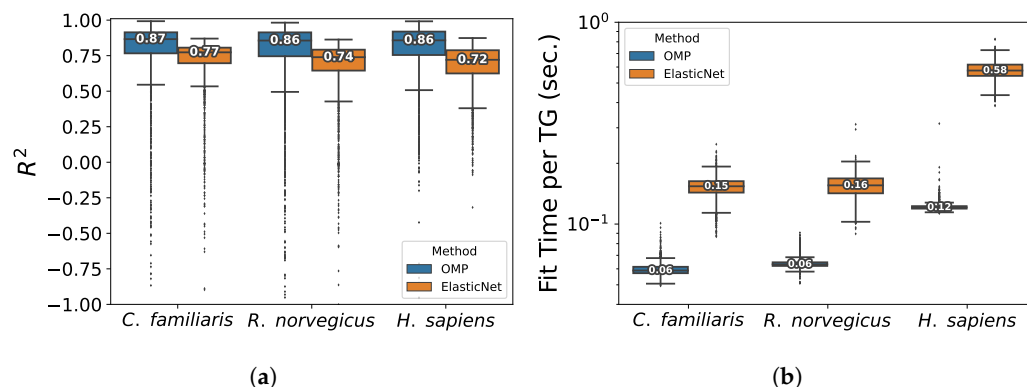 R²
1.00
0.75
0.50
0.25
0.00
−0.25
−0.50
−0.75
−1.00
0.87
0.77
0.86
0.74
0.86
0.72
Method
OMP
ElasticNet
C. familiaris
R. norvegicus
H. sapiens
(a)
Fit Time per TG (sec.)
10⁰
10⁻¹
Method
OMP
ElasticNet
0.06
0.15
0.06
0.16
0.12
0.58
C. familiaris
R. norvegicus
H. sapiens
(b)